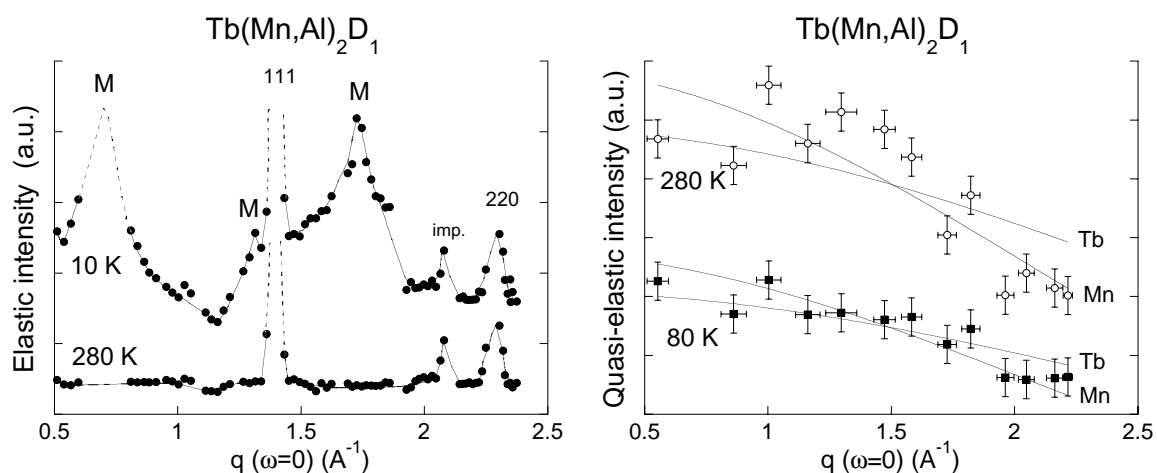 Tb(Mn,Al)₂D₁
Elastic intensity (a.u.)
M
111
M
M
220
imp.
10 K
280 K
0.5 1 1.5 2 2.5
q (ω=0) (A⁻¹)
Tb(Mn,Al)₂D₁
Quasi-elastic intensity (a.u.)
280 K
Tb
Mn
80 K
Tb
Mn
0.5 1 1.5 2 2.5
q (ω=0) (A⁻¹)